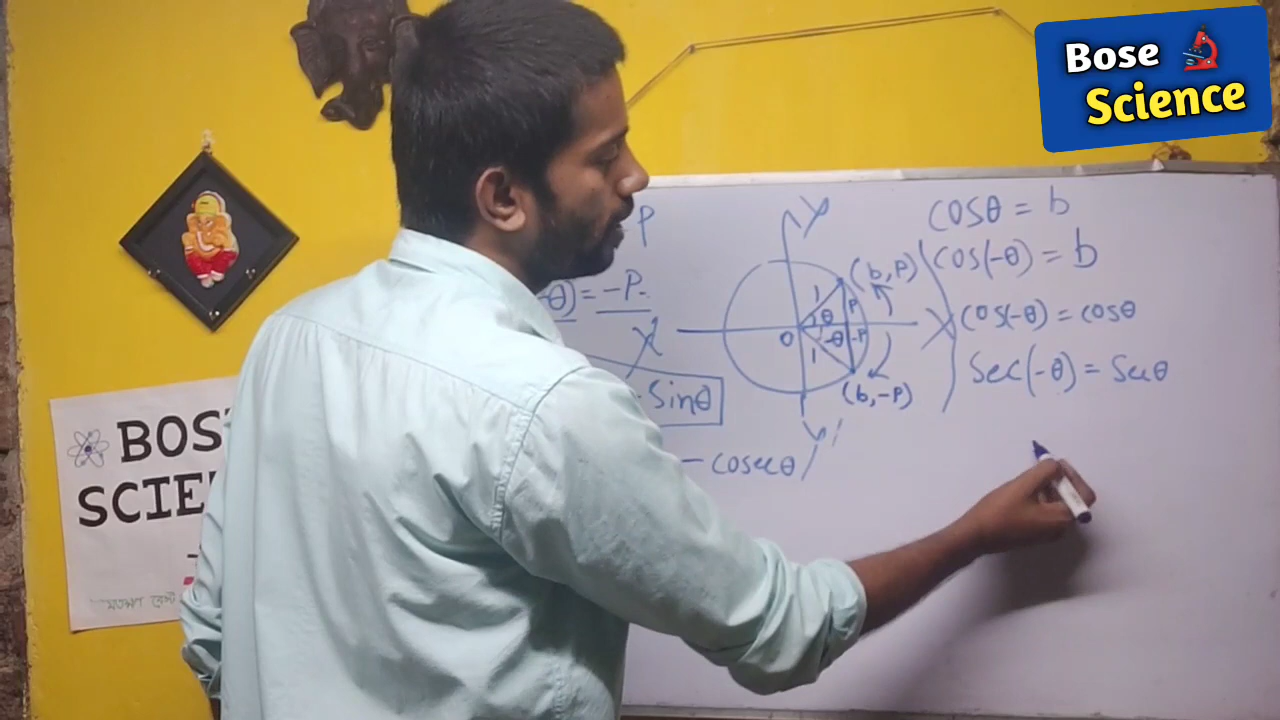 Bose
Science
P
θ) = -P
- Sinθ
- cosecθ
y
(b, P)
1
P
θ
X
O
-θ
-P
X
1
(b, -P)
y'
cosθ = b
cos(-θ) = b
cos(-θ) = cosθ
Sec(-θ) = Secθ
BOS
SCIE